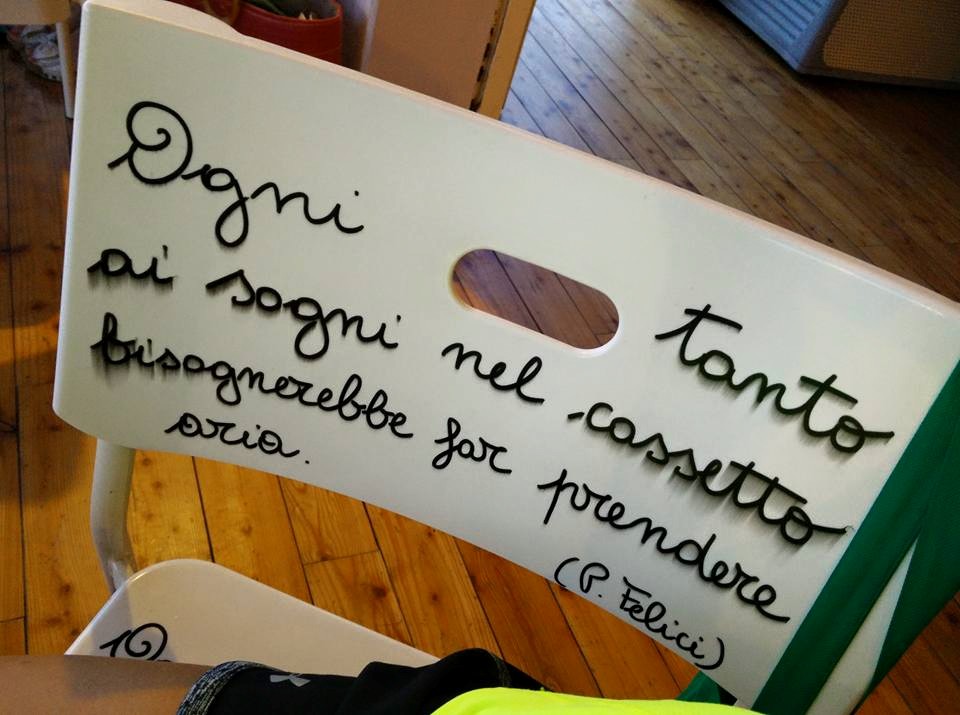 Ogni tanto
ai sogni nel cassetto
bisognerebbe far prendere
aria.
(P. Felici)